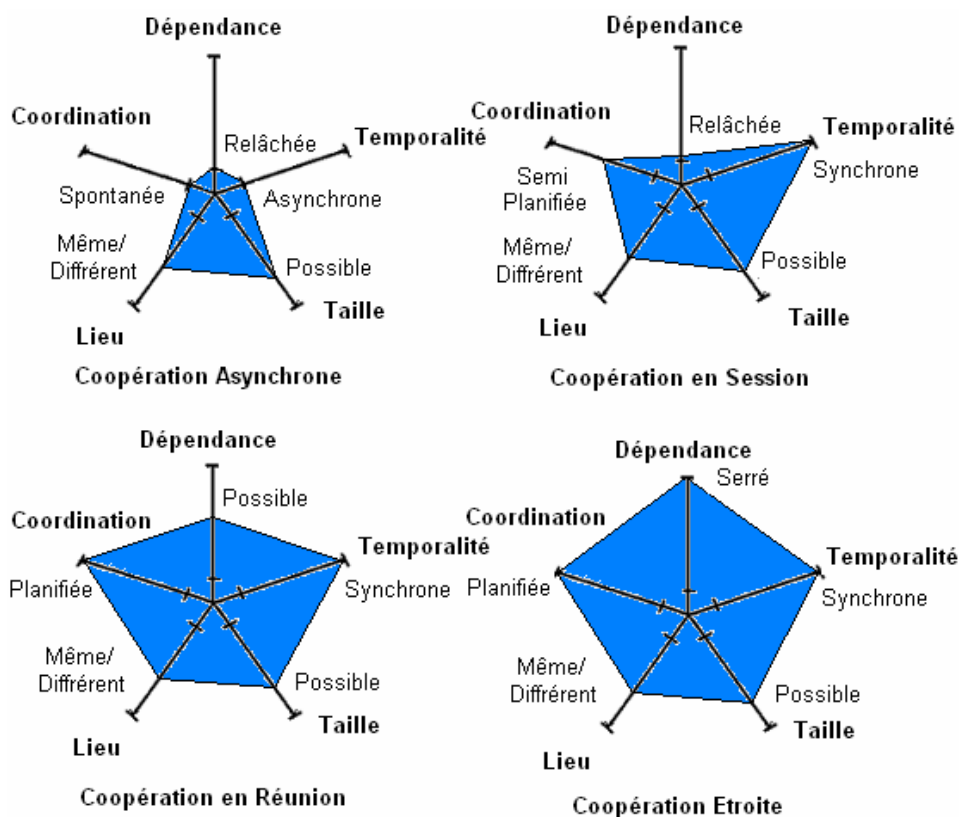 Dépendance
Coordination
Temporalité
Relâchée
Spontanée
Asynchrone
Même/
Diffrérent
Possible
Lieu
Taille
Coopération Asynchrone
Dépendance
Coordination
Temporalité
Relâchée
Semi
Planifiée
Synchrone
Même/
Diffrérent
Possible
Lieu
Taille
Coopération en Session
Dépendance
Possible
Coordination
Temporalité
Planifiée
Synchrone
Même/
Diffrérent
Possible
Lieu
Taille
Coopération en Réunion
Dépendance
Serré
Coordination
Temporalité
Planifiée
Synchrone
Même/
Diffrérent
Possible
Lieu
Taille
Coopération Etroite